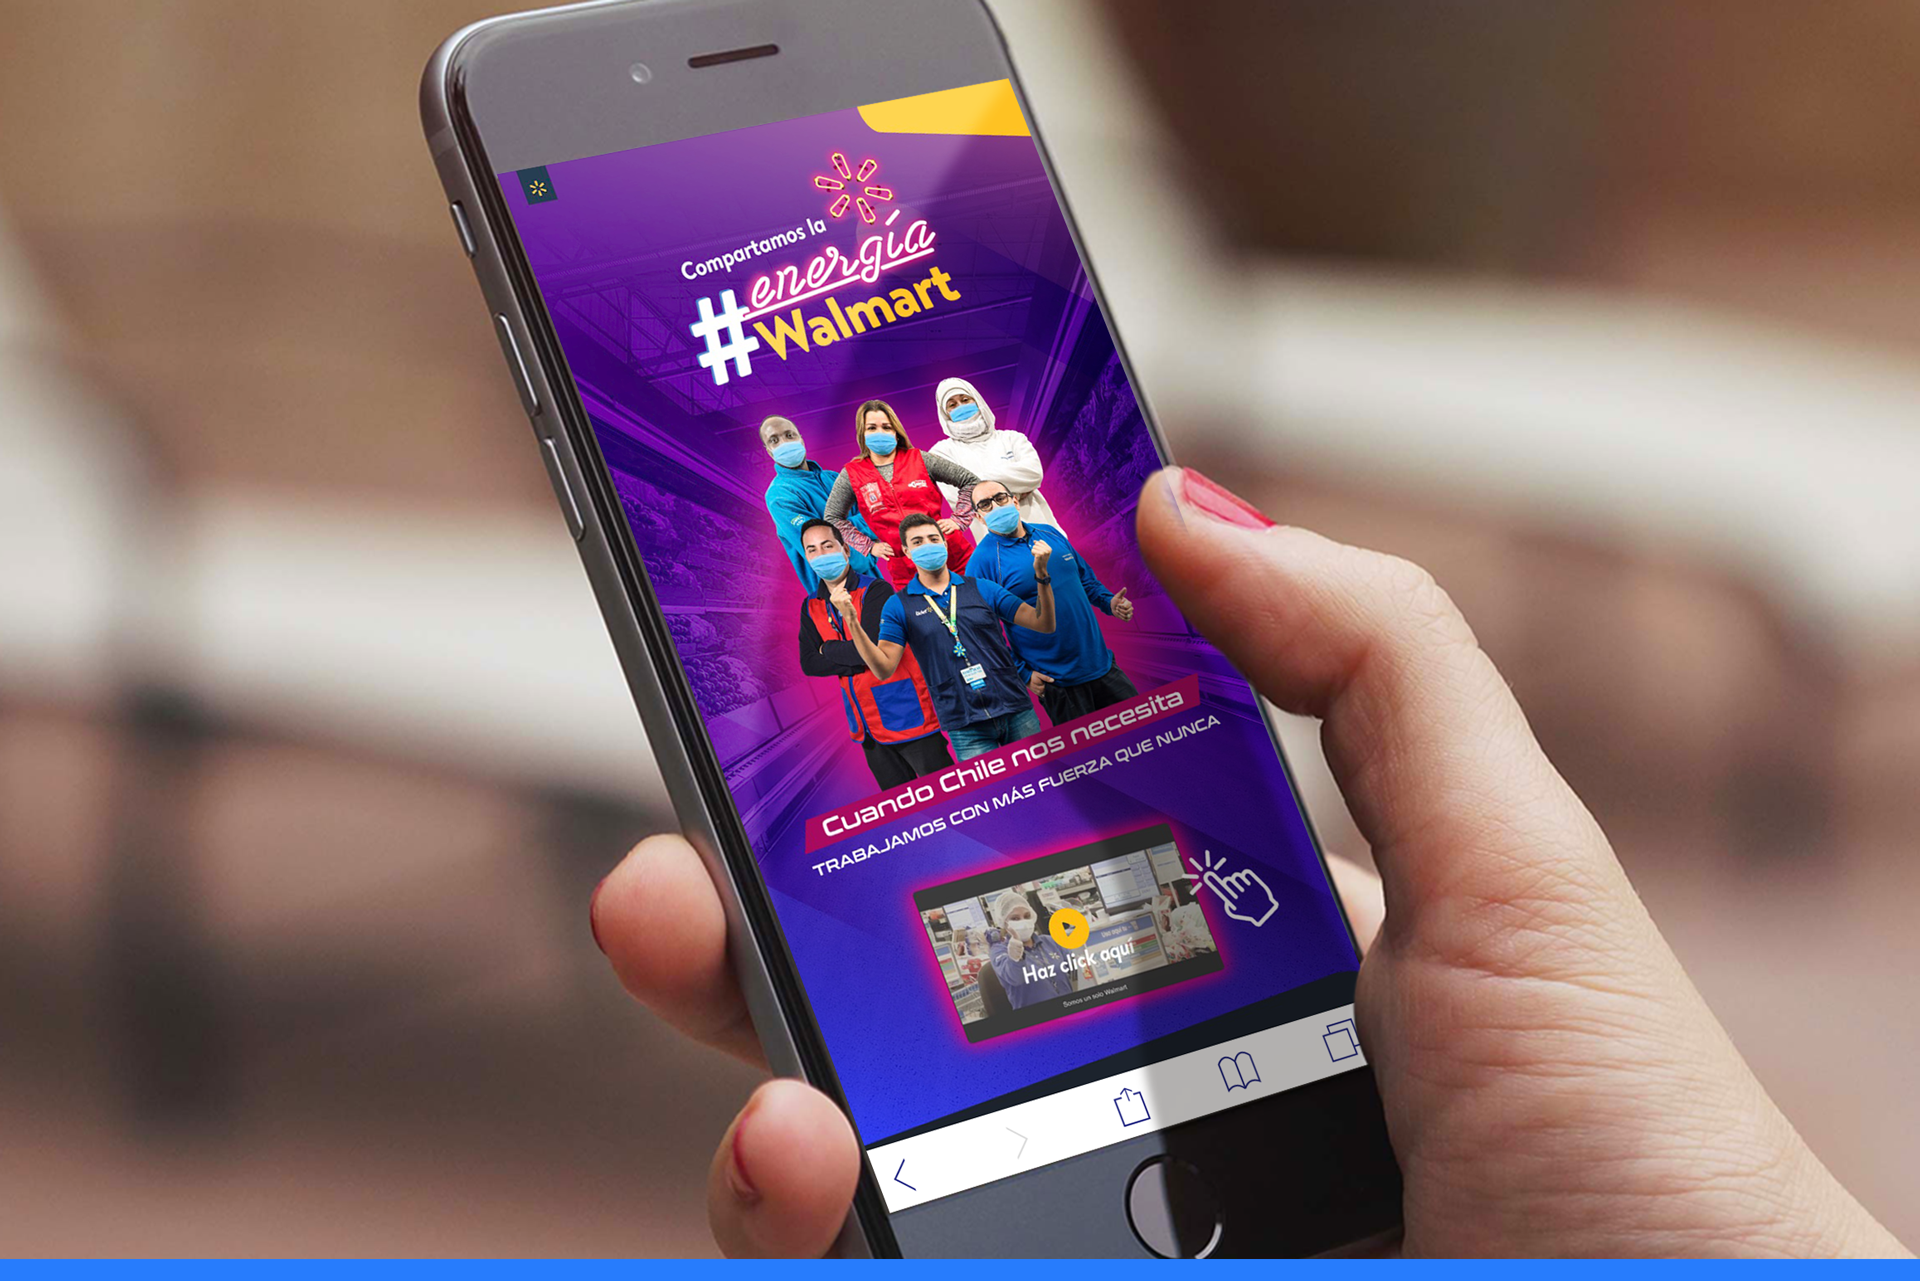 Compartamos la
#energía
Walmart
Cuando Chile nos necesita
TRABAJAMOS CON MÁS FUERZA QUE NUNCA
Haz click aquí
Somos un solo Walmart